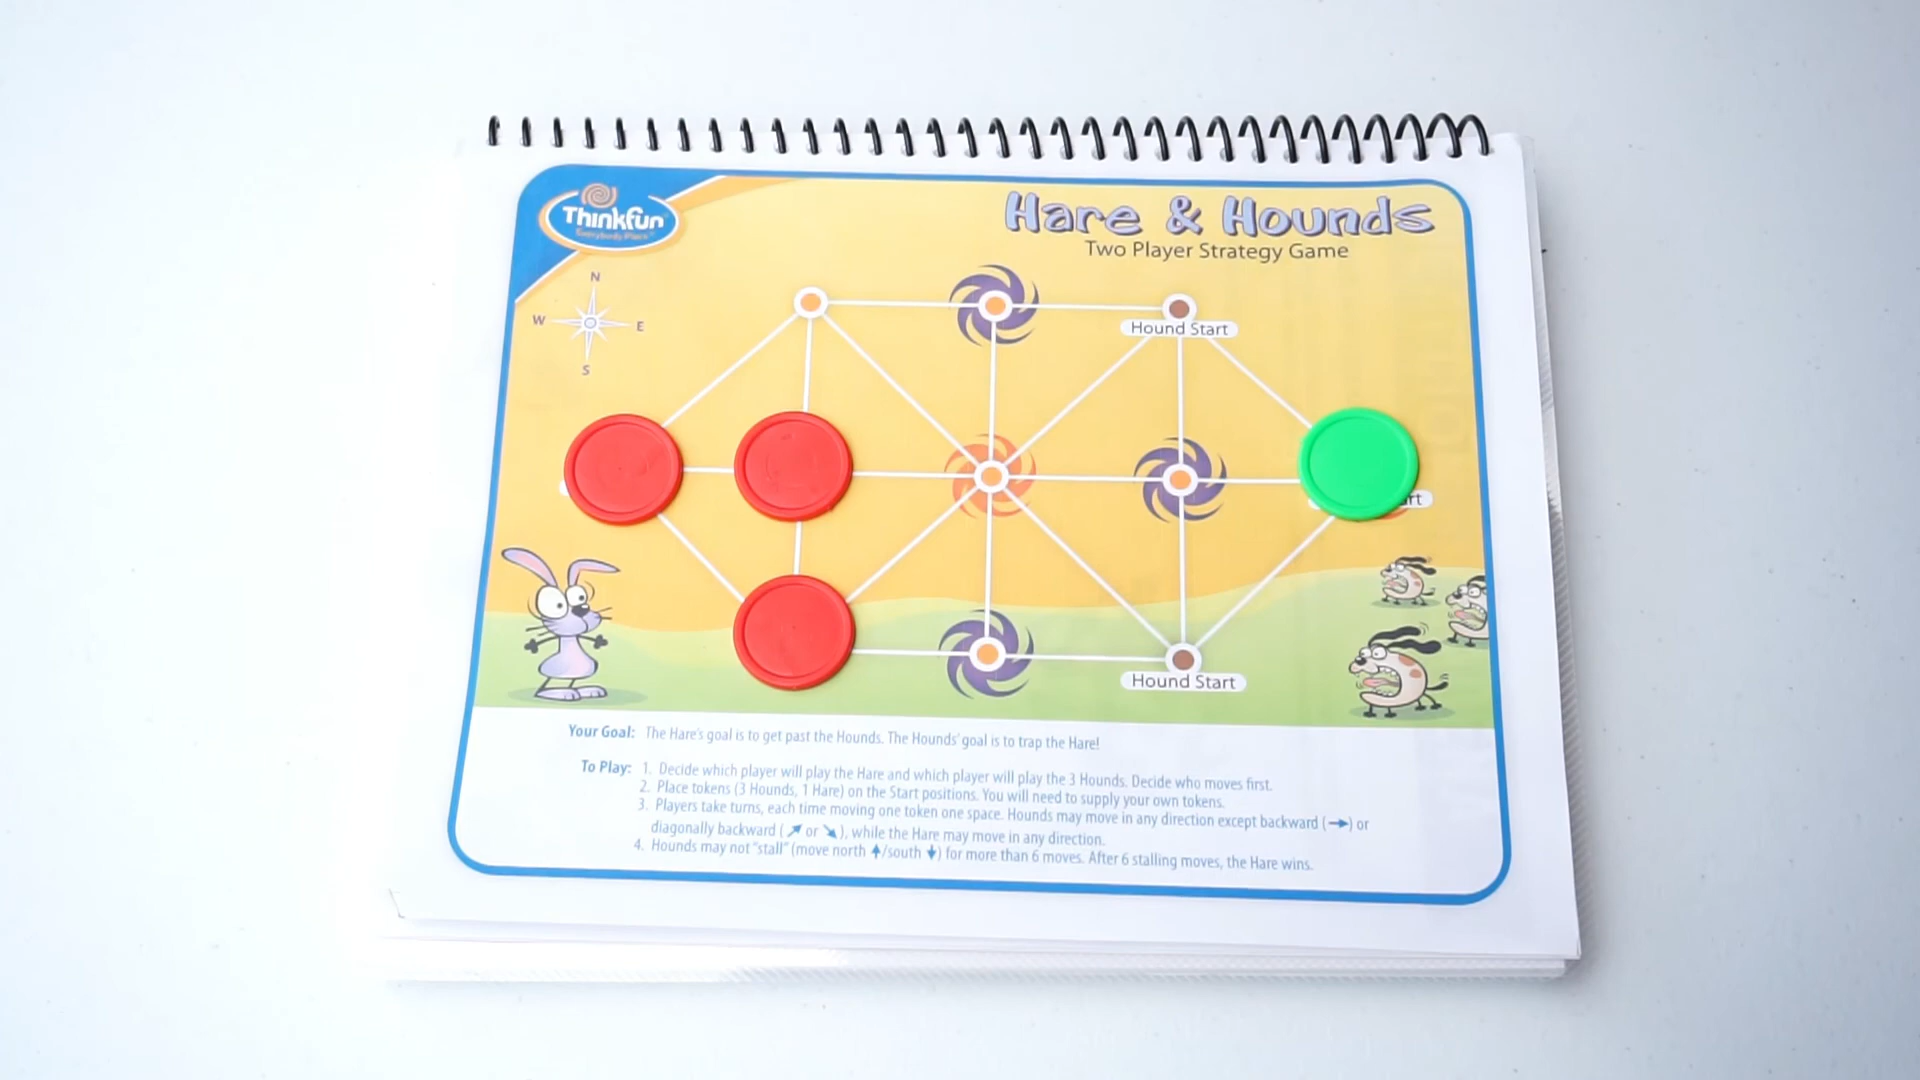 ThinkFun
Hare & Hounds
Two Player Strategy Game
N
W
E
S
Hound Start
rt
Hound Start
Your Goal: The Hare's goal is to get past the Hounds. The Hounds' goal is to trap the Hare!
To Play: 1. Decide which player will play the Hare and which player will play the 3 Hounds. Decide who moves first.
2. Place tokens (3 Hounds, 1 Hare) on the Start positions. You will need to supply your own tokens.
3. Players take turns, each time moving one token one space. Hounds may move in any direction except backward (→) or
diagonally backward (↗ or ↘), while the Hare may move in any direction.
4. Hounds may not "stall" (move north ↑/south ↓) for more than 6 moves. After 6 stalling moves, the Hare wins.